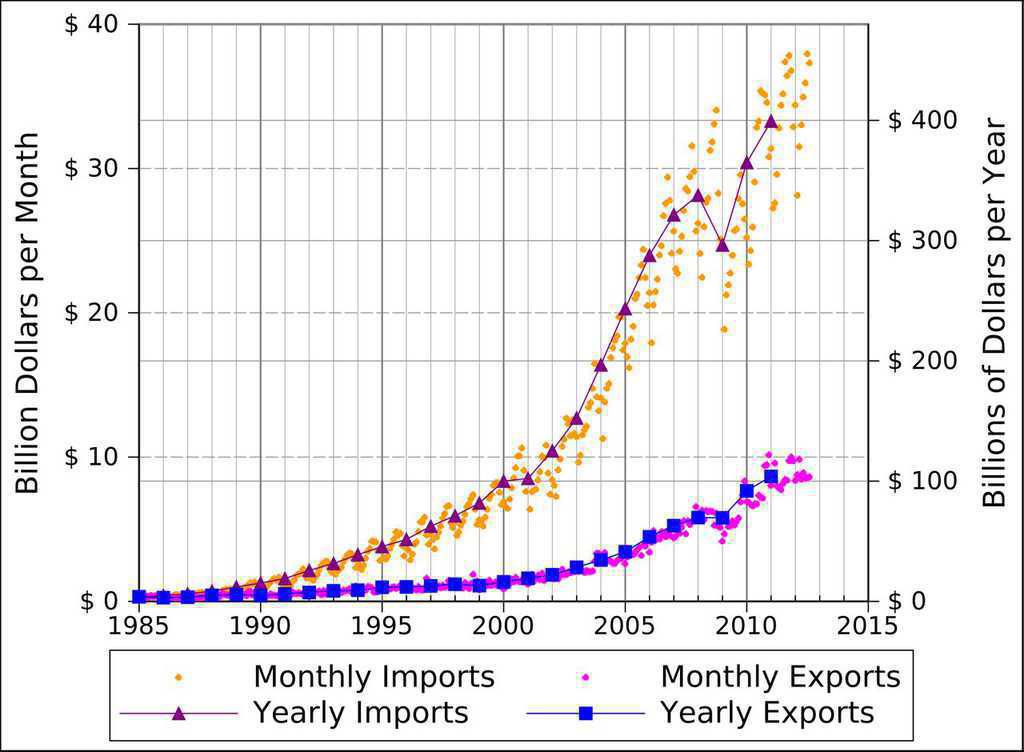 $ 40
$ 30
$ 20
$ 10
$ 0
Billion Dollars per Month
$ 400
$ 300
$ 200
$ 100
$ 0
Billions of Dollars per Year
1985 1990 1995 2000 2005 2010 2015
Monthly Imports Monthly Exports
Yearly Imports Yearly Exports